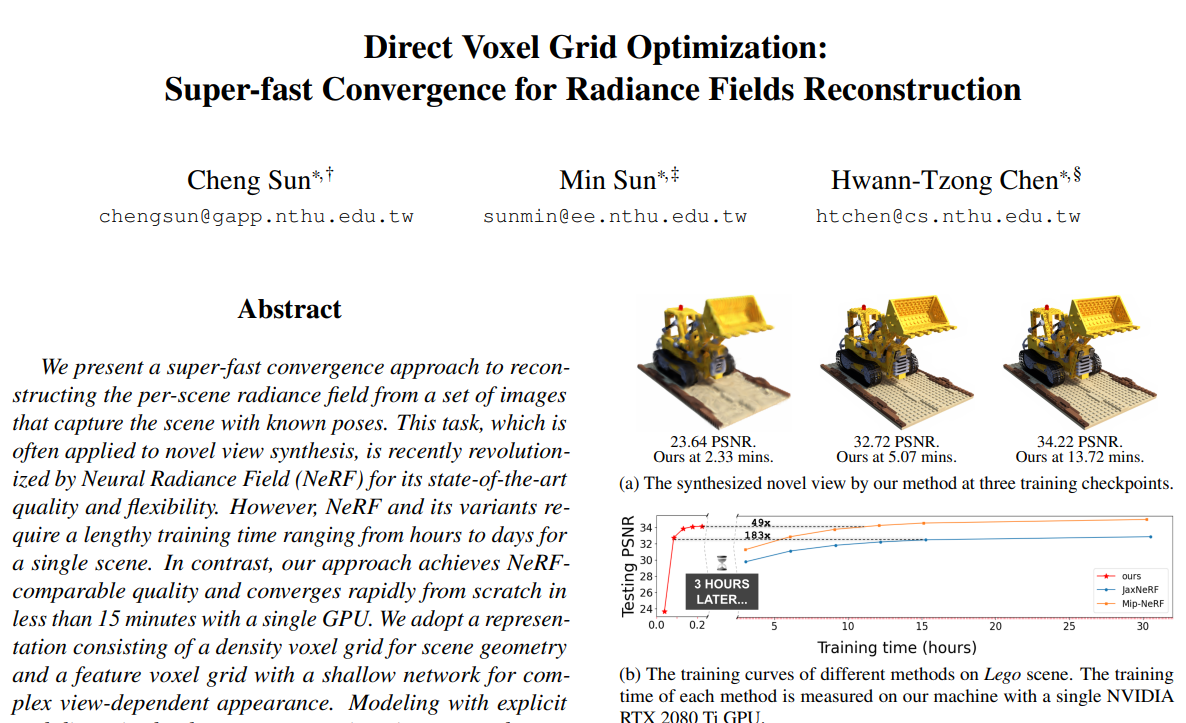 Direct Voxel Grid Optimization:
Super-fast Convergence for Radiance Fields Reconstruction
Cheng Sun*,† Min Sun*,‡ Hwann-Tzong Chen*,§
chengsun@gapp.nthu.edu.tw sunmin@ee.nthu.edu.tw htchen@cs.nthu.edu.tw
Abstract
We present a super-fast convergence approach to recon-
structing the per-scene radiance field from a set of images
that capture the scene with known poses. This task, which is
often applied to novel view synthesis, is recently revolution-
ized by Neural Radiance Field (NeRF) for its state-of-the-art
quality and flexibility. However, NeRF and its variants re-
quire a lengthy training time ranging from hours to days for
a single scene. In contrast, our approach achieves NeRF-
comparable quality and converges rapidly from scratch in
less than 15 minutes with a single GPU. We adopt a represen-
tation consisting of a density voxel grid for scene geometry
and a feature voxel grid with a shallow network for com-
plex view-dependent appearance. Modeling with explicit
23.64 PSNR. 32.72 PSNR. 34.22 PSNR.
Ours at 2.33 mins. Ours at 5.07 mins. Ours at 13.72 mins.
(a) The synthesized novel view by our method at three training checkpoints.
Testing PSNR
34
32
30
28
26
24
49x
183x
3 HOURS
LATER...
ours
JaxNeRF
Mip-NeRF
0.0 0.2 5 10 15 20 25 30
Training time (hours)
(b) The training curves of different methods on Lego scene. The training
time of each method is measured on our machine with a single NVIDIA
RTX 2080 Ti GPU.